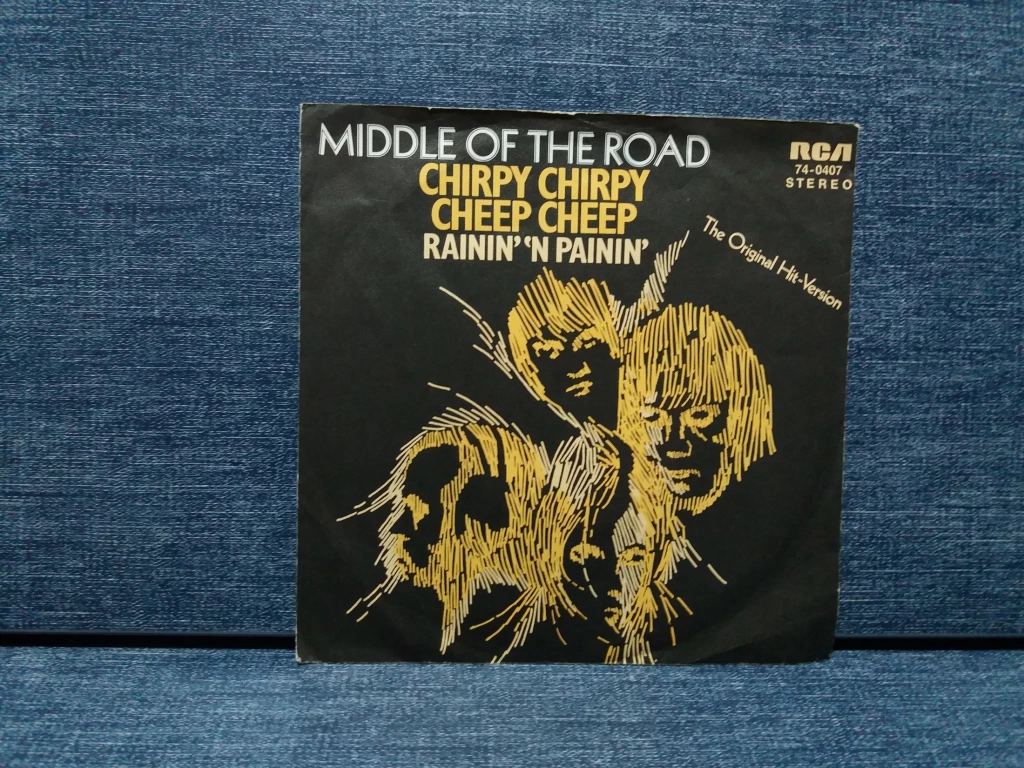 MIDDLE OF THE ROAD
CHIRPY CHIRPY
CHEEP CHEEP
RAININ' 'N PAININ'
RCA
74-0407
STEREO
The Original Hit-Version